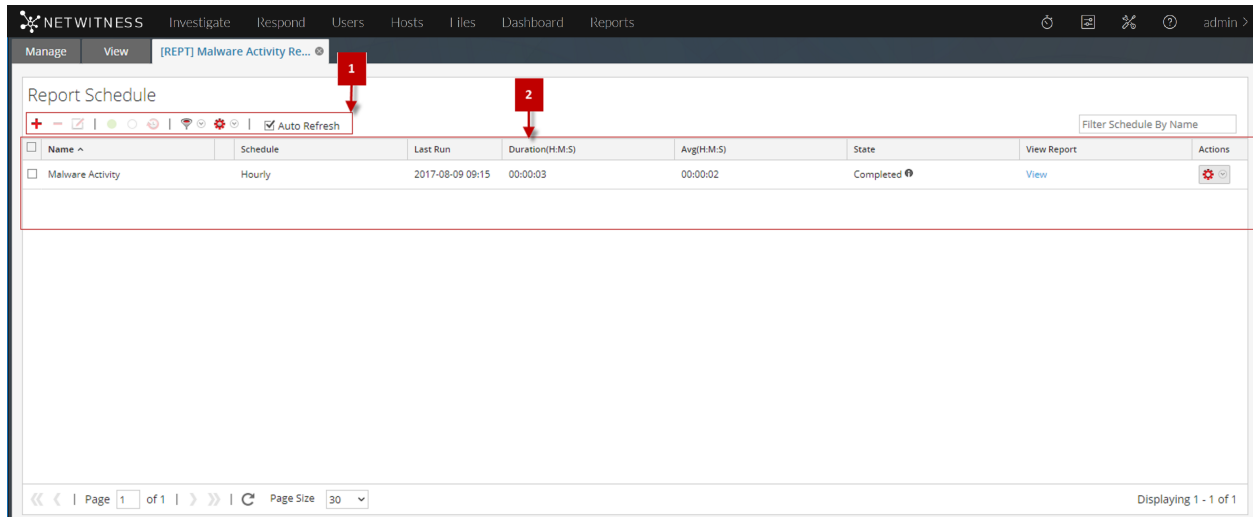 NETWITNESS Investigate Respond Users Hosts Files Dashboard Reports admin >
Manage View [REPT] Malware Activity Re...
1
Report Schedule
2
Auto Refresh
Filter Schedule By Name
Name Schedule Last Run Duration(H:M:S) Avg(H:M:S) State View Report Actions
Malware Activity Hourly 2017-08-09 09:15 00:00:03 00:00:02 Completed View
| Page 1 of 1 | | Page Size 30 Displaying 1 - 1 of 1